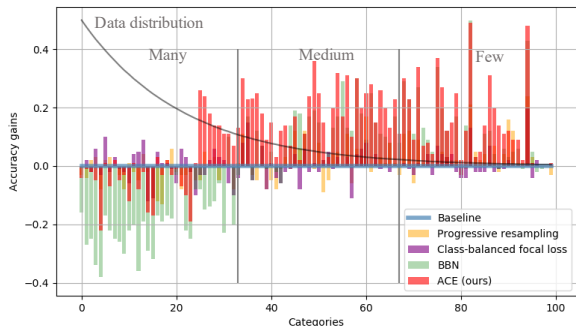 Data distribution
Many
Medium
Few
Accuracy gains
0.4
0.2
0.0
−0.2
−0.4
Baseline
Progressive resampling
Class-balanced focal loss
BBN
ACE (ours)
0
20
40
60
80
100
Categories